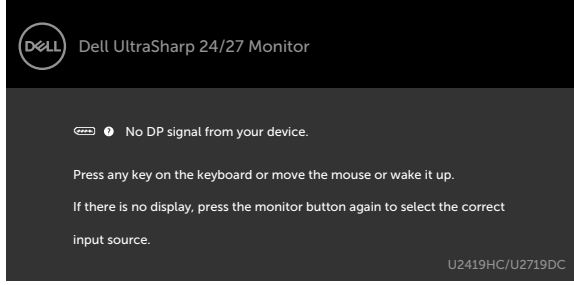 DELL Dell UltraSharp 24/27 Monitor
? No DP signal from your device.
Press any key on the keyboard or move the mouse or wake it up.
If there is no display, press the monitor button again to select the correct
input source.
U2419HC/U2719DC